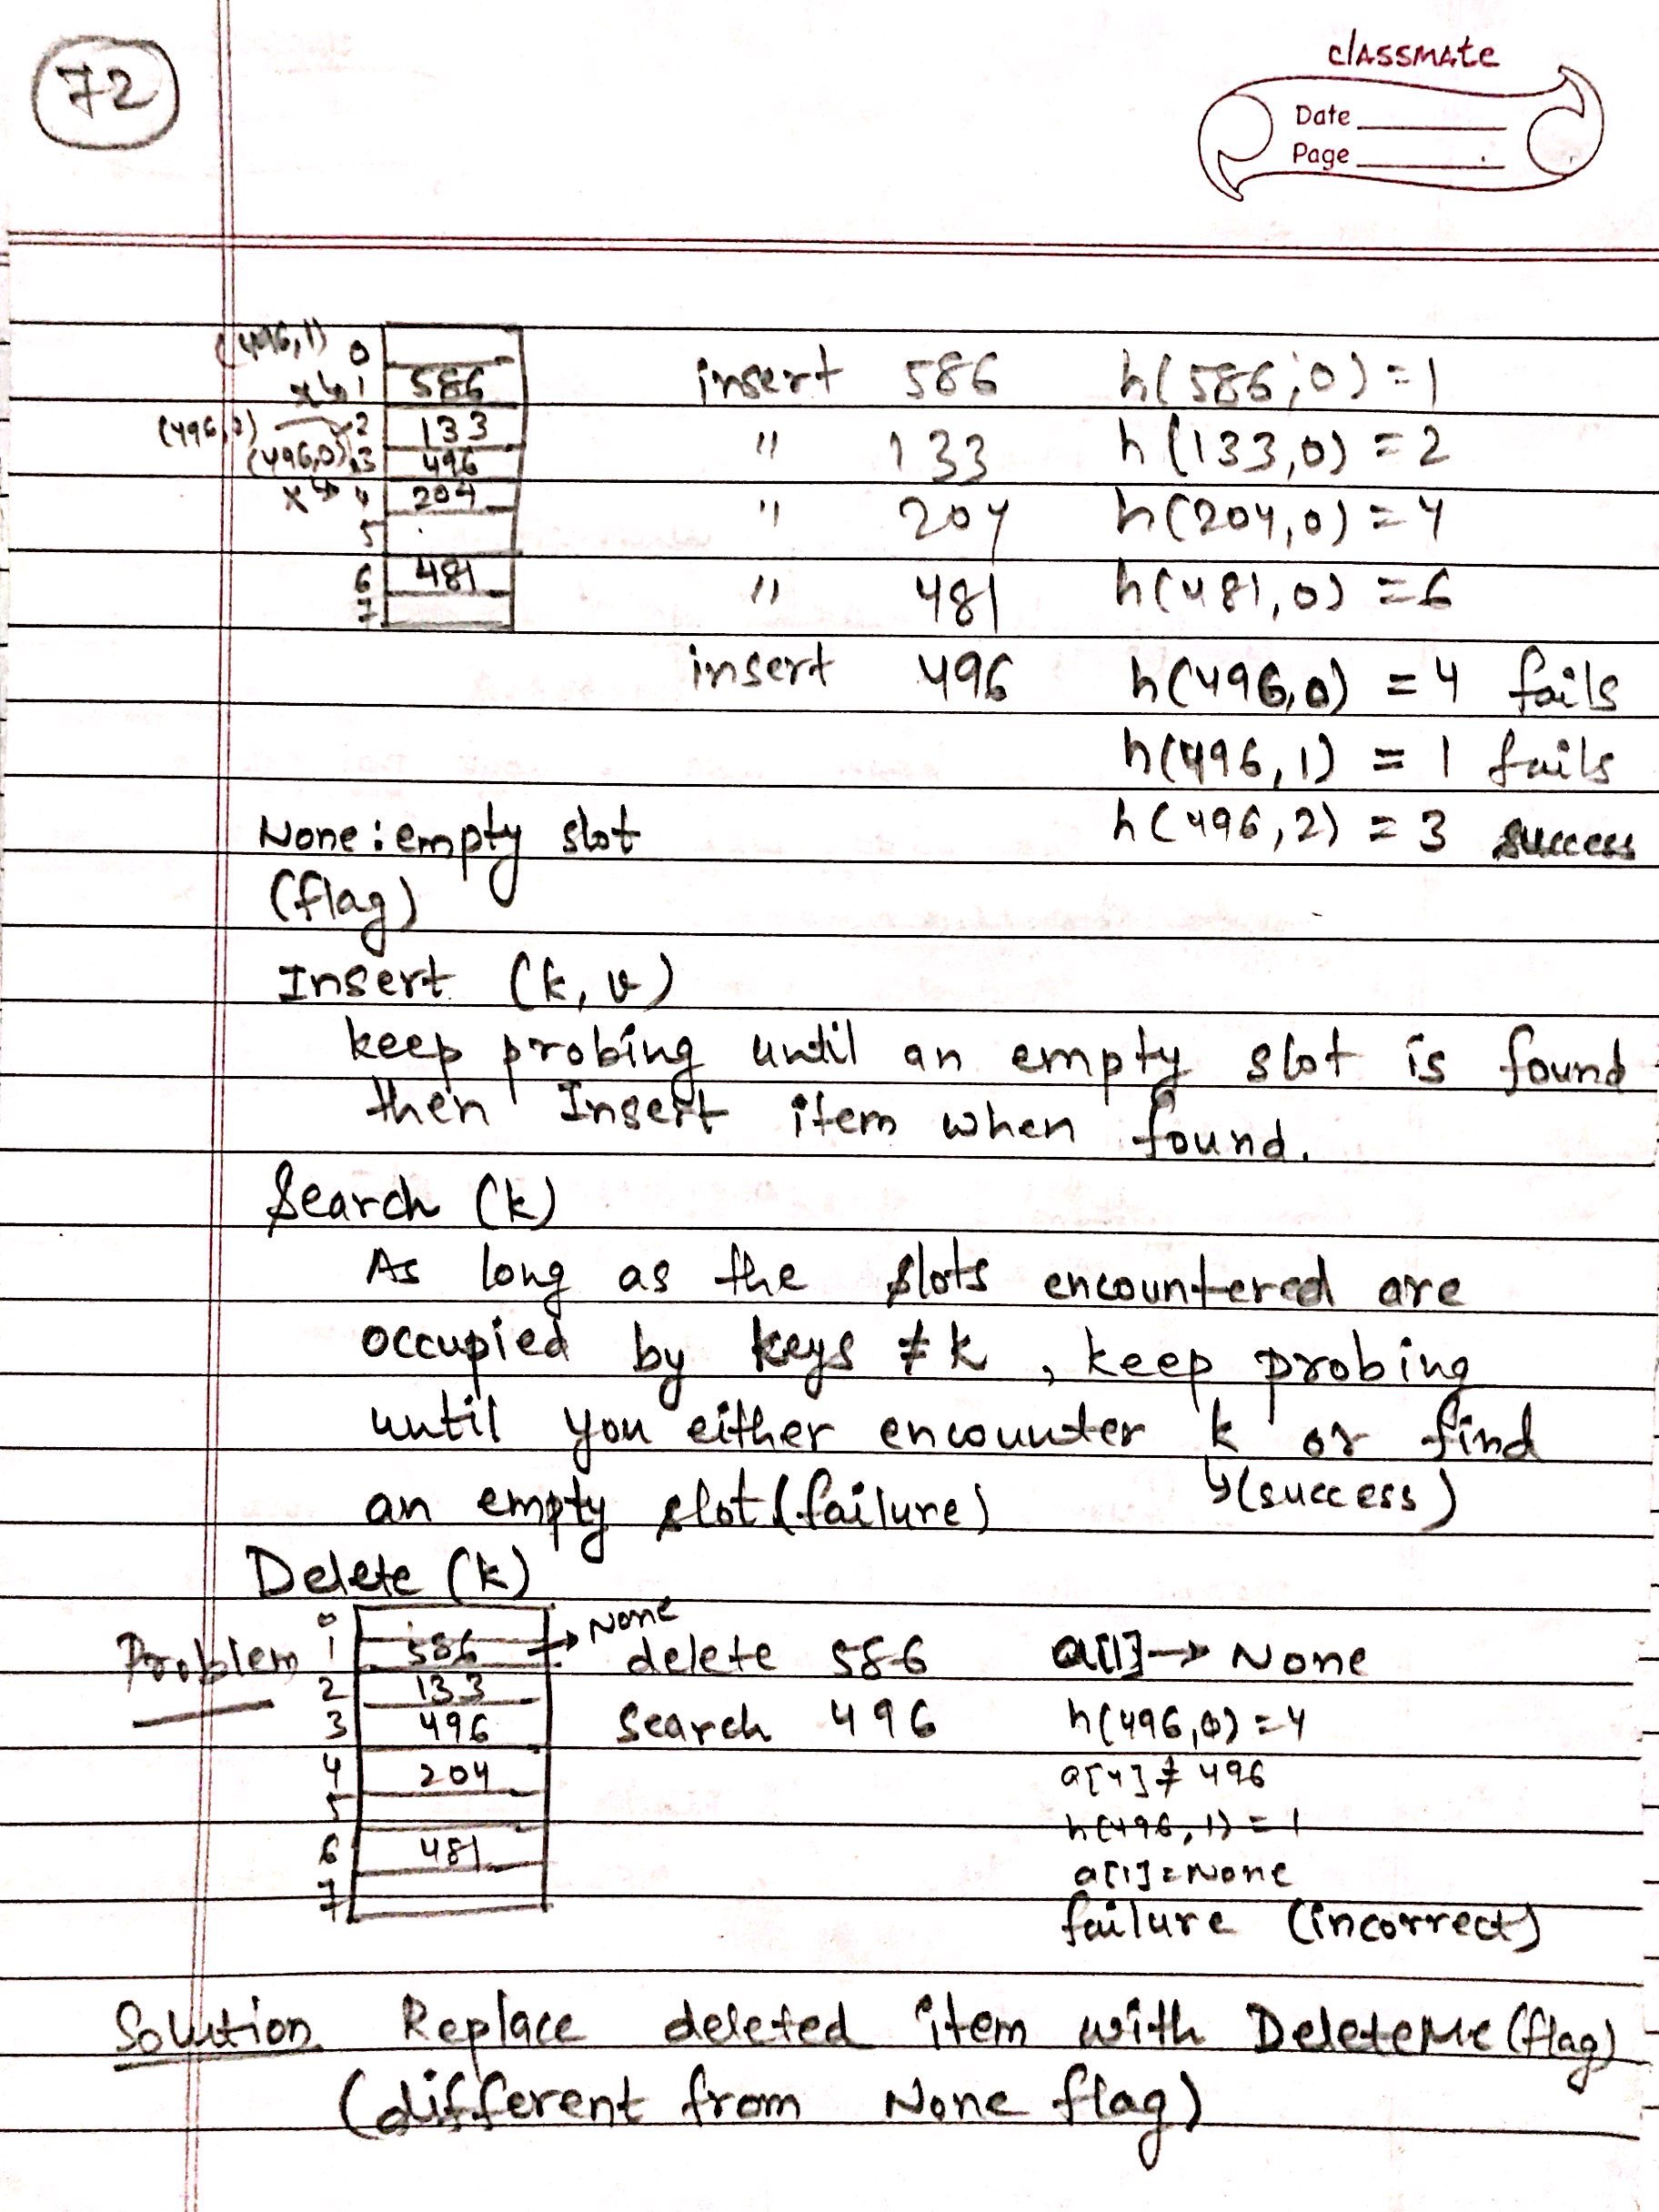 72
classmate
Date
Page
(496,1) 0
x↳ 1 586 insert 586 h(586,0) = 1
(496,2) 2 133 " 133 h(133,0) = 2
(496,0) 3 496
x↳ 4 204 " 204 h(204,0) = 4
5
6 481 " 481 h(481,0) = 6
7
insert 496 h(496,0) = 4 fails
h(496,1) = 1 fails
h(496,2) = 3 success
None : empty slot
(flag)
Insert (k, v)
keep probing until an empty slot is found
then Insert item when found.
Search (k)
As long as the slots encountered are
occupied by keys ≠ k , keep probing
until you either encounter k or find
↳(success)
an empty slot (failure)
Delete (k)
0 → None
Problem 1 586 delete 586 a[1] → None
2 133
3 496 search 496 h(496,0) = 4
4 204 a[4] ≠ 496
5 h(496,1) = 1
6 481 a[1] = None
7 failure (incorrect)
Solution Replace deleted item with DeleteMe (flag)
(different from None flag)